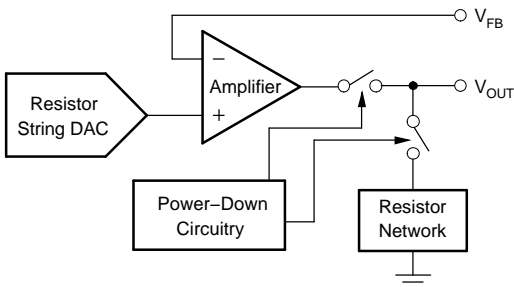 V_FB
−
Amplifier
+
Resistor
String DAC
V_OUT
Power−Down
Circuitry
Resistor
Network